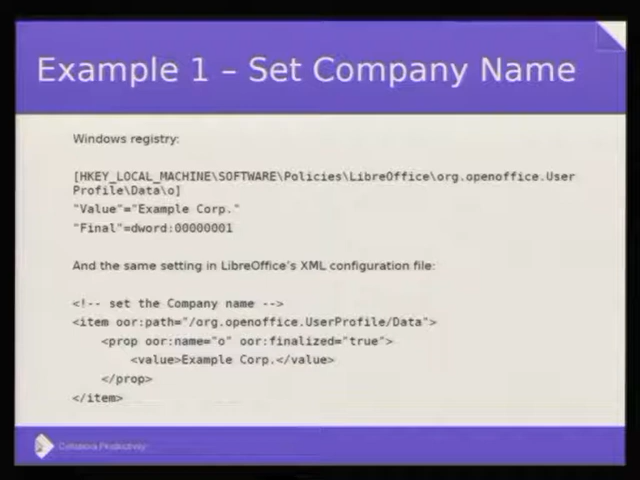 Example 1 – Set Company Name
Windows registry:
[HKEY_LOCAL_MACHINE\SOFTWARE\Policies\LibreOffice\org.openoffice.User
Profile\Data\o]
"Value"="Example Corp."
"Final"=dword:00000001
And the same setting in LibreOffice's XML configuration file:
<!-- set the Company name -->
<item oor:path="/org.openoffice.UserProfile/Data">
<prop oor:name="o" oor:finalized="true">
<value>Example Corp.</value>
</prop>
</item>
Collabora Productivity